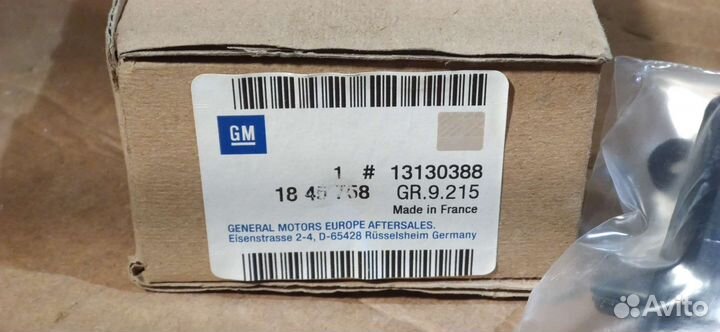 GM
1 # 13130388
18 45 768 GR.9.215
Made in France
GENERAL MOTORS EUROPE AFTERSALES,
Eisenstrasse 2-4, D-65428 Rüsselsheim Germany
Avito